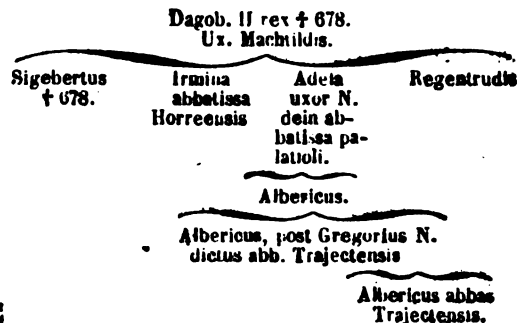 Dagob. II rex † 678.
Ux. Machtildis.
Sigebertus
† 678.
Irmina
abbatissa
Horreensis
Adela
uxor N.
dein ab-
batissa pa-
latioli.
Regentrudis
Albericus.
Albericus, post Gregorius N.
dictus abb. Trajectensis
Albericus abbas
Trajectensis.